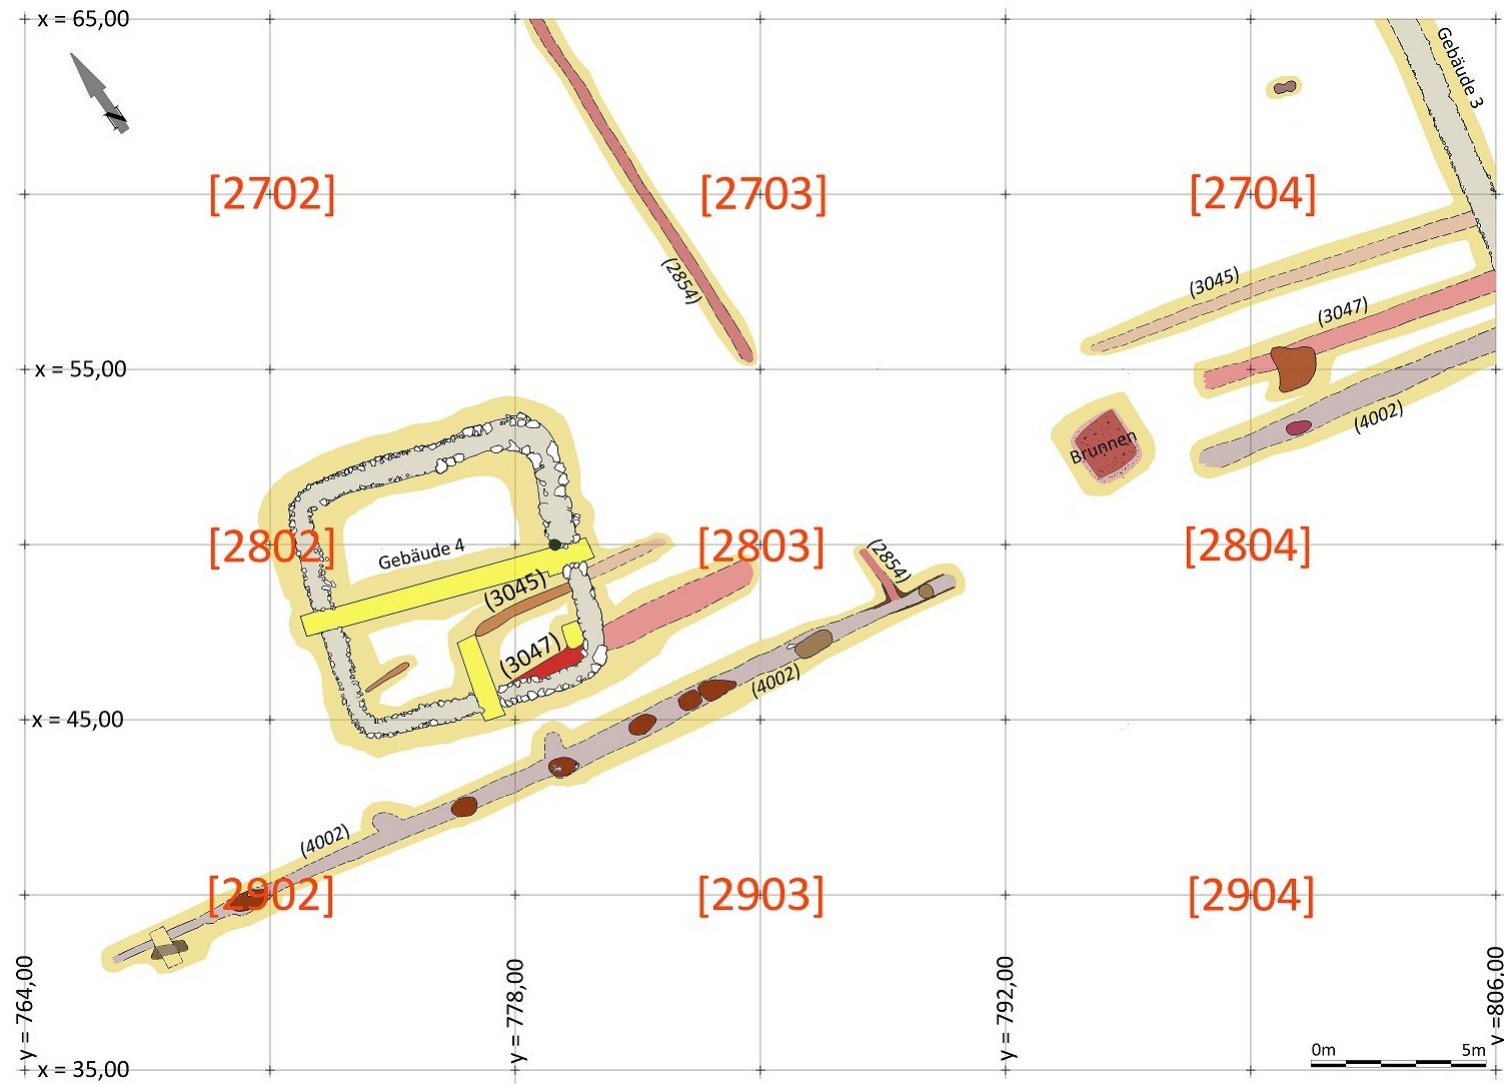 x = 65,00
Gebäude 3
[2702]
[2703]
[2704]
(2854)
(3045)
(3047)
x = 55,00
(4002)
Brunnen
[2802]
[2803]
[2804]
Gebäude 4
(2854)
(3045)
(3047)
(4002)
x = 45,00
(4002)
[2902]
[2903]
[2904]
y = 764,00
y = 778,00
y = 792,00
y =806,00
0m 5m
x = 35,00